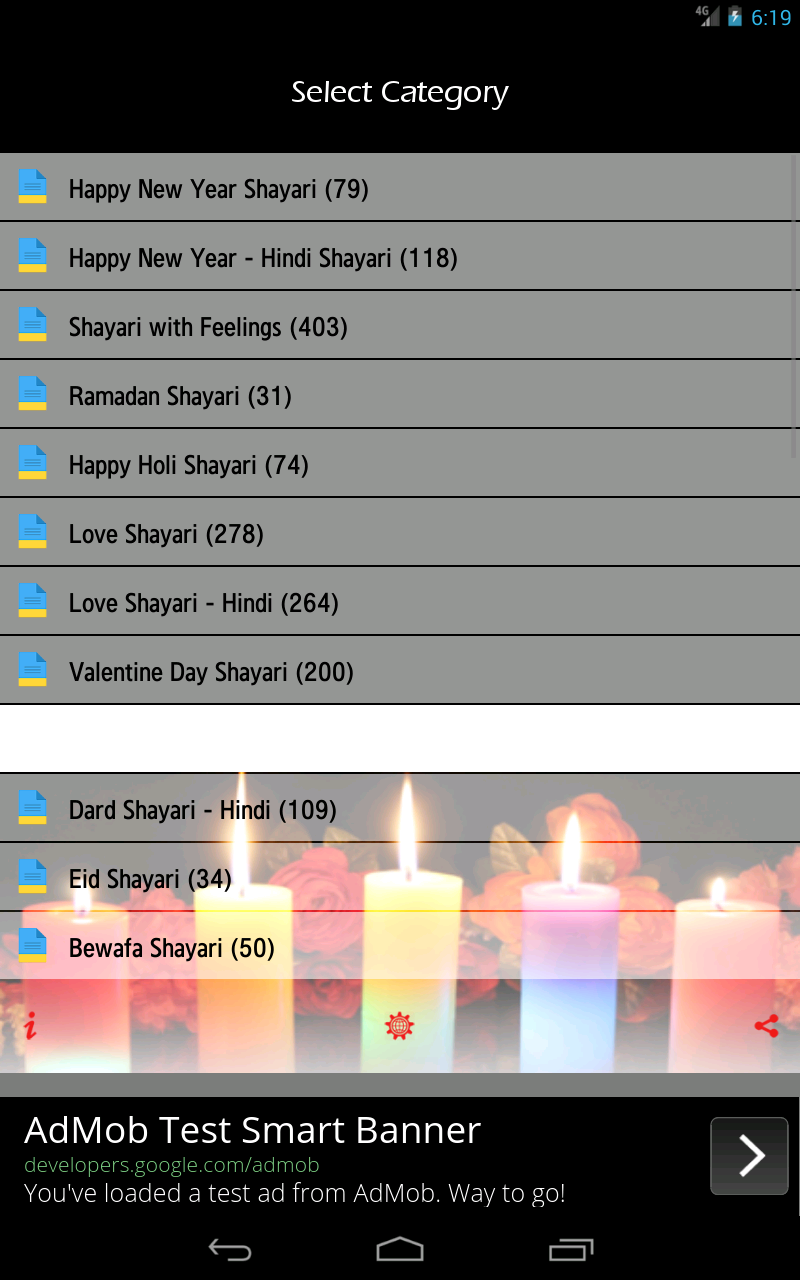 4G 6:19
Select Category
Happy New Year Shayari (79)
Happy New Year - Hindi Shayari (118)
Shayari with Feelings (403)
Ramadan Shayari (31)
Happy Holi Shayari (74)
Love Shayari (278)
Love Shayari - Hindi (264)
Valentine Day Shayari (200)
Dard Shayari - Hindi (109)
Eid Shayari (34)
Bewafa Shayari (50)
AdMob Test Smart Banner
developers.google.com/admob
You've loaded a test ad from AdMob. Way to go!